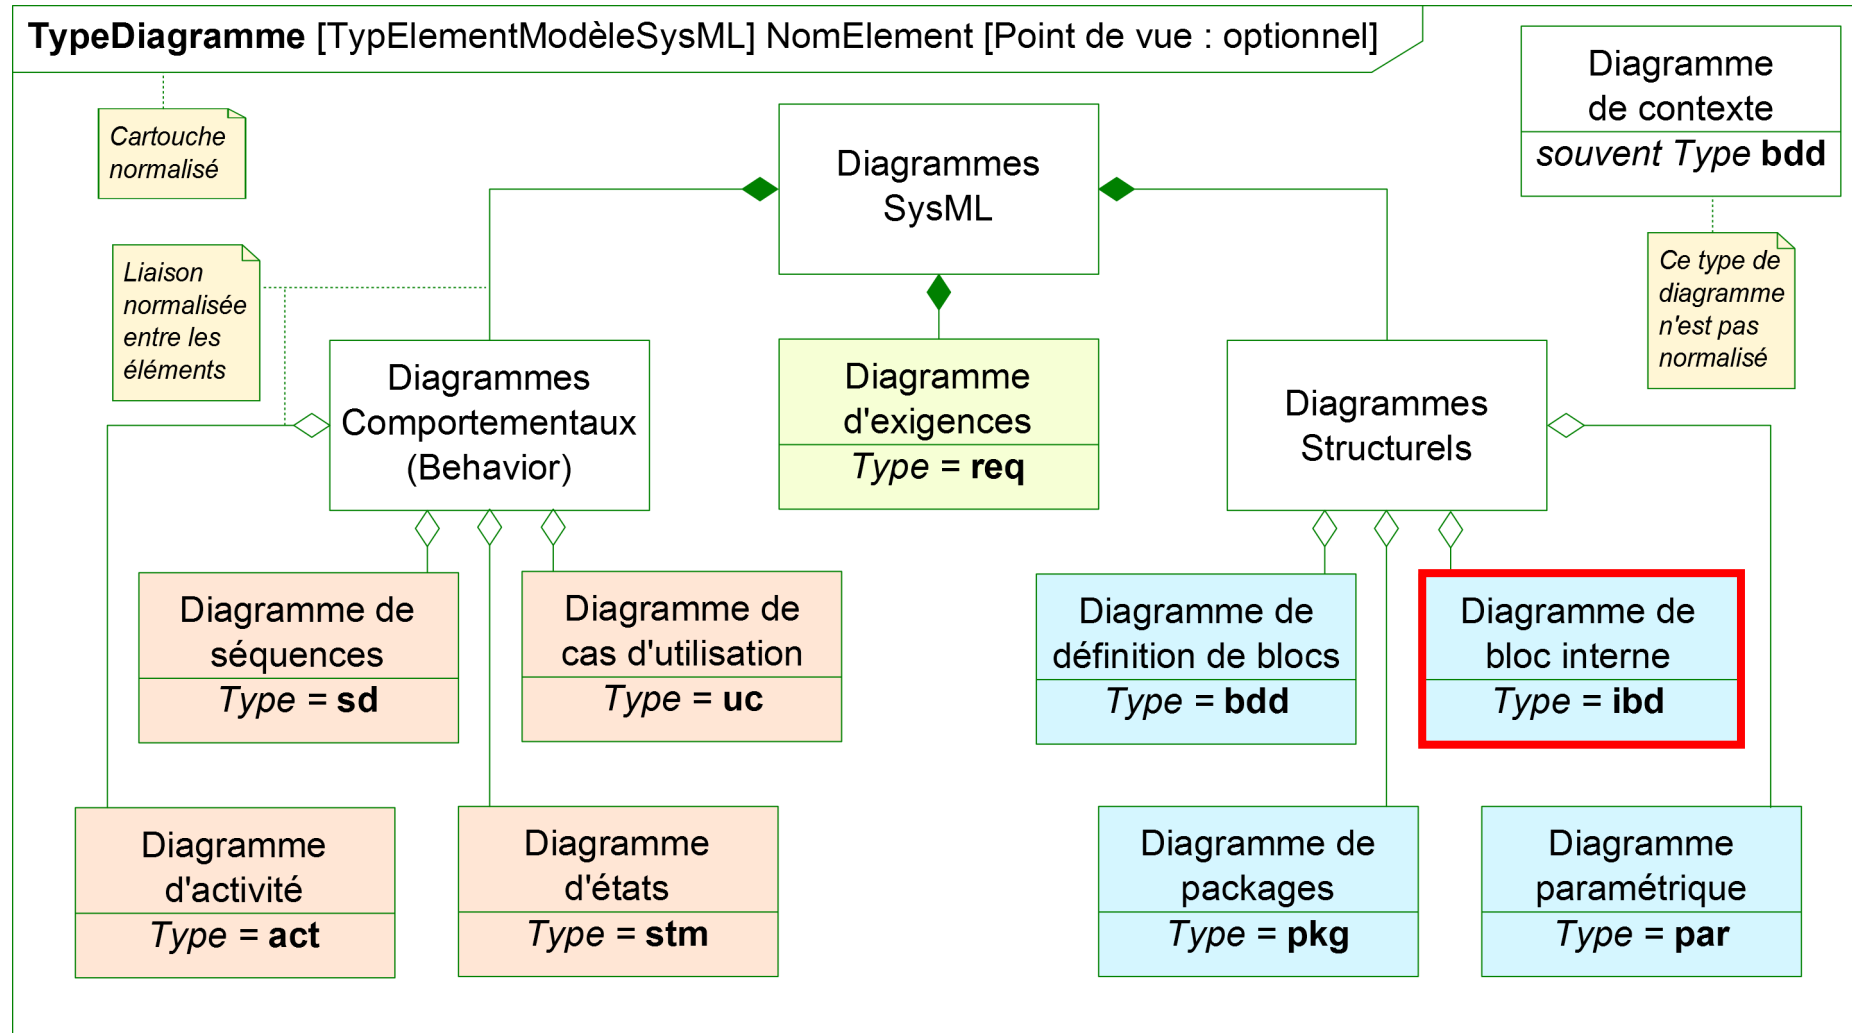 TypeDiagramme [TypElementModèleSysML] NomElement [Point de vue : optionnel]
Diagramme
de contexte
souvent Type bdd
Cartouche
normalisé
Diagrammes
SysML
Liaison
normalisée
entre les
éléments
Ce type de
diagramme
n'est pas
normalisé
Diagrammes
Comportementaux
(Behavior)
Diagramme
d'exigences
Type = req
Diagrammes
Structurels
Diagramme de
séquences
Type = sd
Diagramme de
cas d'utilisation
Type = uc
Diagramme de
définition de blocs
Type = bdd
Diagramme de
bloc interne
Type = ibd
Diagramme
d'activité
Type = act
Diagramme
d'états
Type = stm
Diagramme de
packages
Type = pkg
Diagramme
paramétrique
Type = par